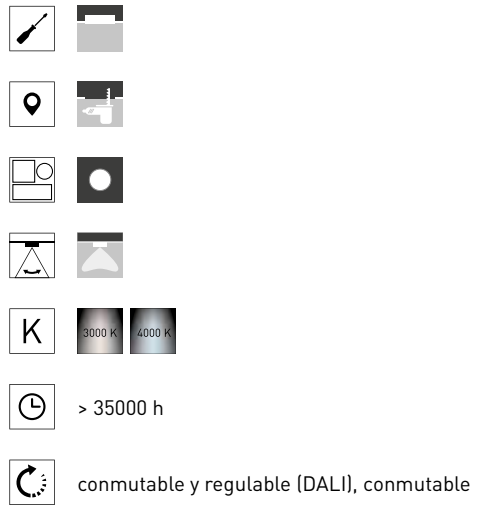 K 3000 K 4000 K
> 35000 h
conmutable y regulable (DALI), conmutable